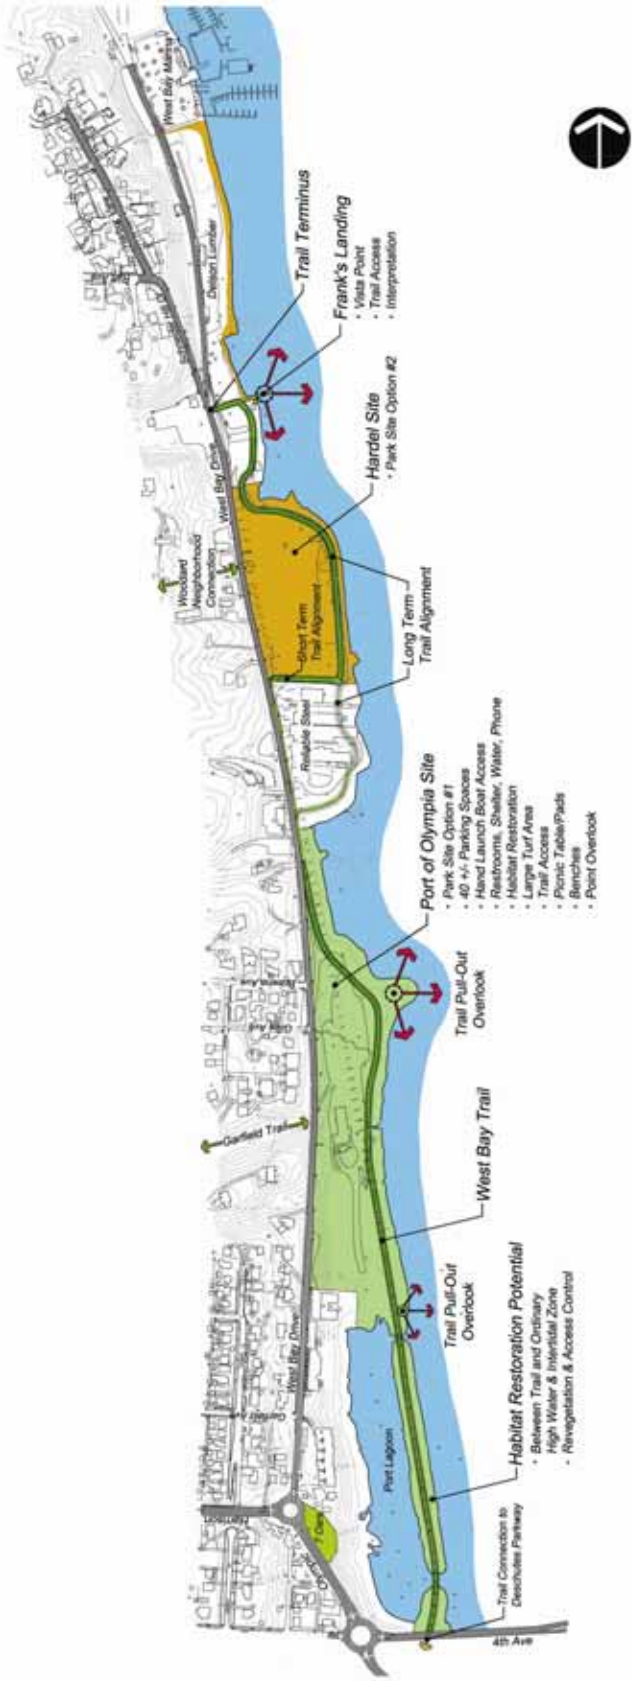 West Bay Marina
Delson Lumber
Trail Terminus
Frank's Landing
◦ Vista Point
◦ Trail Access
◦ Interpretation
West Bay Drive
Woodard
Neighborhood
Connection
Hardel Site
◦ Park Site Option #2
Short Term
Trail Alignment
Long Term
Trail Alignment
Reliable Steel
Port of Olympia Site
◦ Park Site Option #1
◦ 40 +/- Parking Spaces
◦ Hand Launch Boat Access
◦ Restrooms, Shelter, Water, Phone
◦ Habitat Restoration
◦ Large Turf Area
◦ Trail Access
◦ Picnic Table/Pads
◦ Benches
◦ Point Overlook
Trail Pull-Out
Overlook
Garfield Trail
West Bay Trail
Trail Pull-Out
Overlook
West Bay Drive
Port Lagoon
Habitat Restoration Potential
◦ Between Trail and Ordinary
High Water & Intertidal Zone
◦ Revegetation & Access Control
Trail Connection to
Deschutes Parkway
4th Ave